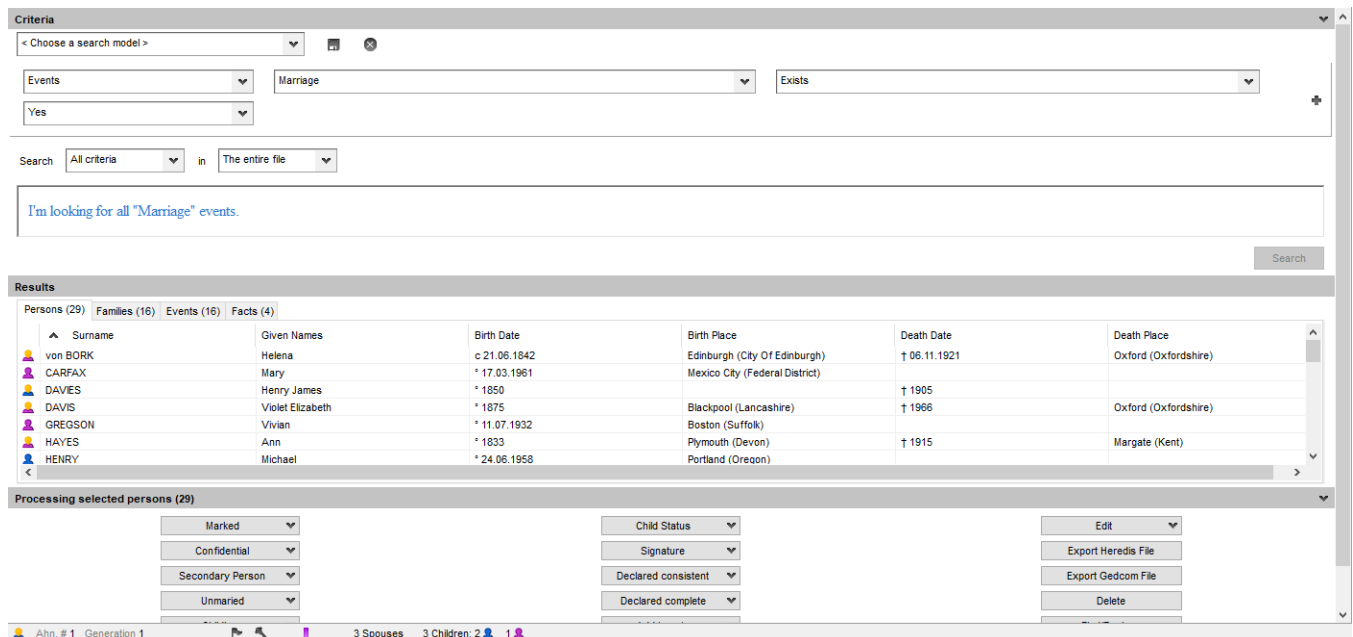 Criteria
< Choose a search model >
Events Marriage Exists
Yes
Search All criteria in The entire file
I'm looking for all "Marriage" events.
Search
Results
Persons (29) Families (16) Events (16) Facts (4)
Surname Given Names Birth Date Birth Place Death Date Death Place
von BORK Helena c 21.06.1842 Edinburgh (City Of Edinburgh) † 06.11.1921 Oxford (Oxfordshire)
CARFAX Mary ° 17.03.1961 Mexico City (Federal District)
DAVIES Henry James ° 1850 † 1905
DAVIS Violet Elizabeth ° 1875 Blackpool (Lancashire) † 1966 Oxford (Oxfordshire)
GREGSON Vivian ° 11.07.1932 Boston (Suffolk)
HAYES Ann ° 1833 Plymouth (Devon) † 1915 Margate (Kent)
HENRY Michael ° 24.06.1958 Portland (Oregon)
Processing selected persons (29)
Marked Child Status Edit
Confidential Signature Export Heredis File
Secondary Person Declared consistent Export Gedcom File
Unmaried Declared complete Delete
Ahn. # 1 Generation 1 3 Spouses 3 Children: 2 1